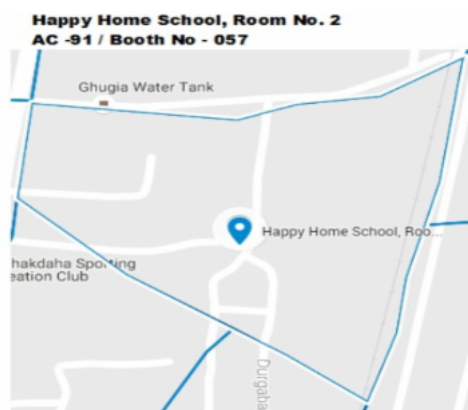 Happy Home School, Room No. 2
AC -91 / Booth No - 057
Ghugia Water Tank
Happy Home School, Roo...
hakdaha Sporting
eation Club
Durgaba